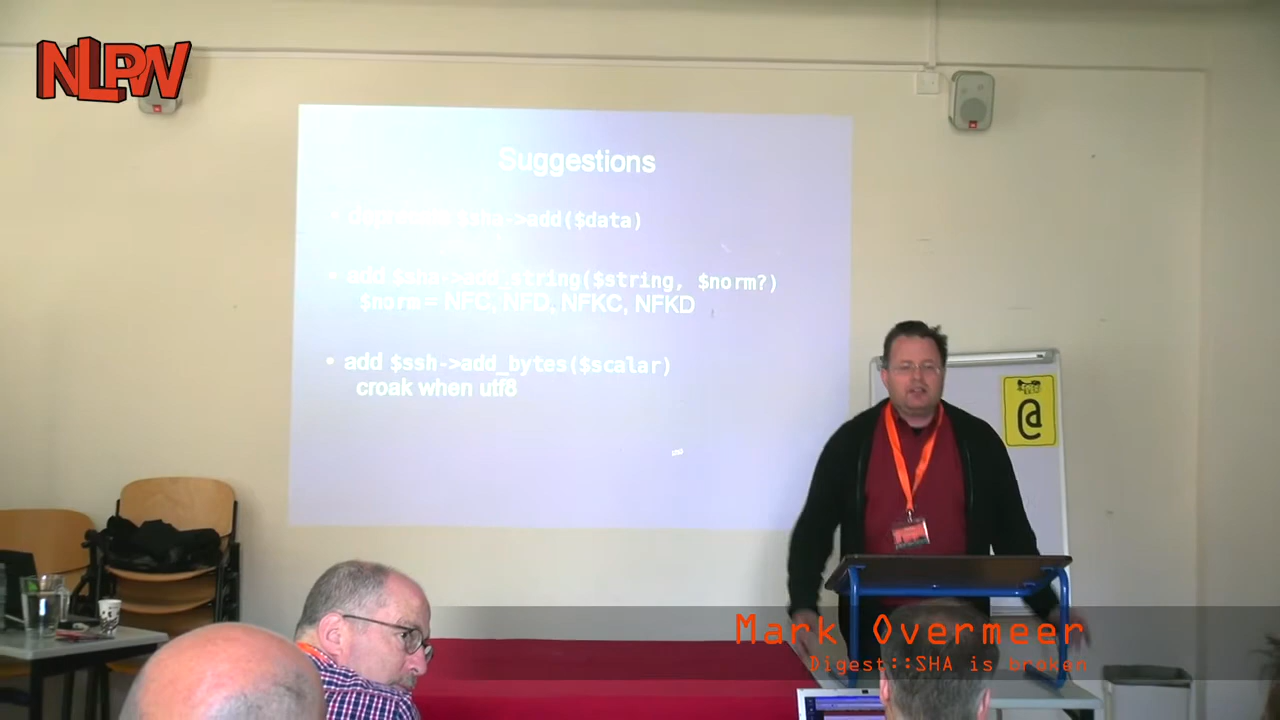 NLPW
Suggestions
• deprecate $sha->add($data)
• add $sha->add_string($string, $norm?)
$norm = NFC, NFD, NFKC, NFKD
• add $ssh->add_bytes($scalar)
croak when utf8
@
Mark Overmeer
Digest::SHA is broken